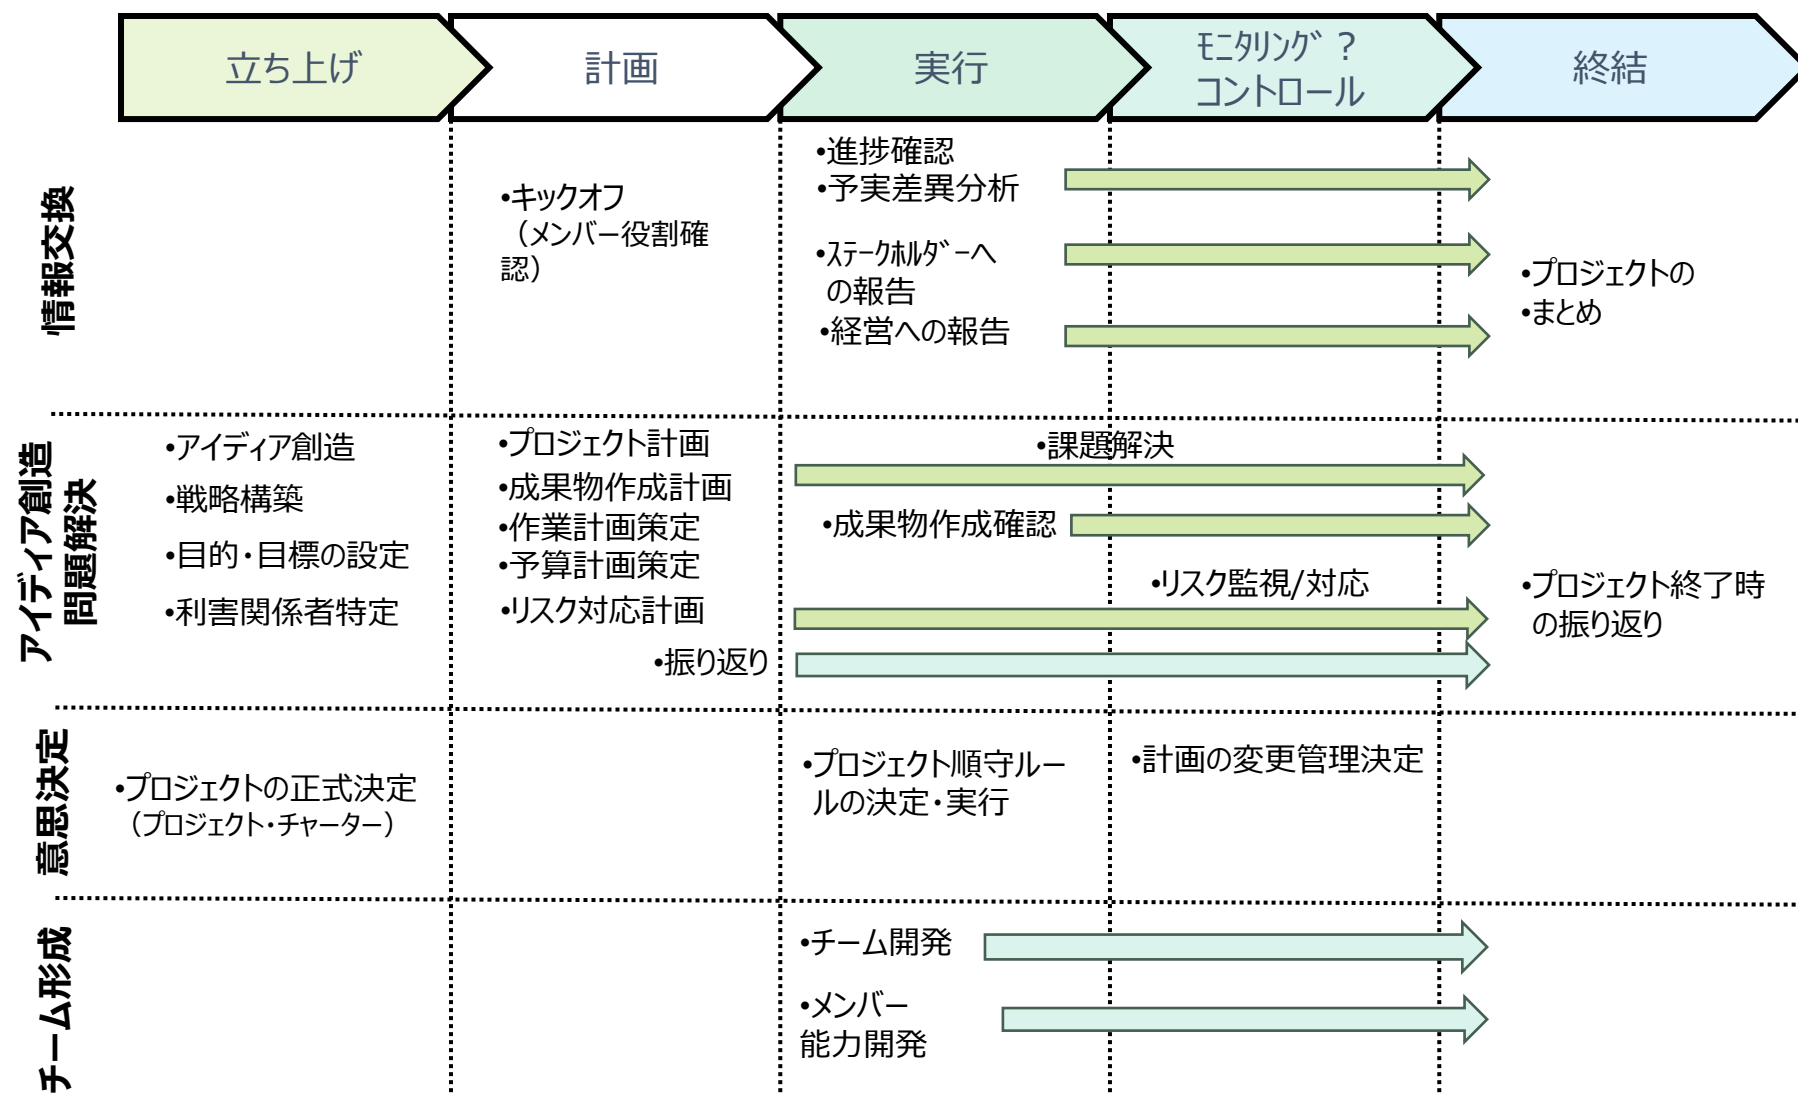 立ち上げ
計画
実行
ﾓﾆﾀﾘﾝｸﾞ？
コントロール
終結
情報交換
•キックオフ
（メンバー役割確
認）
•進捗確認
•予実差異分析
•ｽﾃｰｸﾎﾙﾀﾞｰへ
の報告
•経営への報告
•プロジェクトの
•まとめ
アイディア創造
問題解決
•アイディア創造
•戦略構築
•目的・目標の設定
•利害関係者特定
•プロジェクト計画
•成果物作成計画
•作業計画策定
•予算計画策定
•リスク対応計画
•振り返り
•課題解決
•成果物作成確認
•リスク監視/対応
•プロジェクト終了時
の振り返り
意思決定
•プロジェクトの正式決定
（プロジェクト・チャーター）
•プロジェクト順守ルー
ルの決定・実行
•計画の変更管理決定
チーム形成
•チーム開発
•メンバー
能力開発